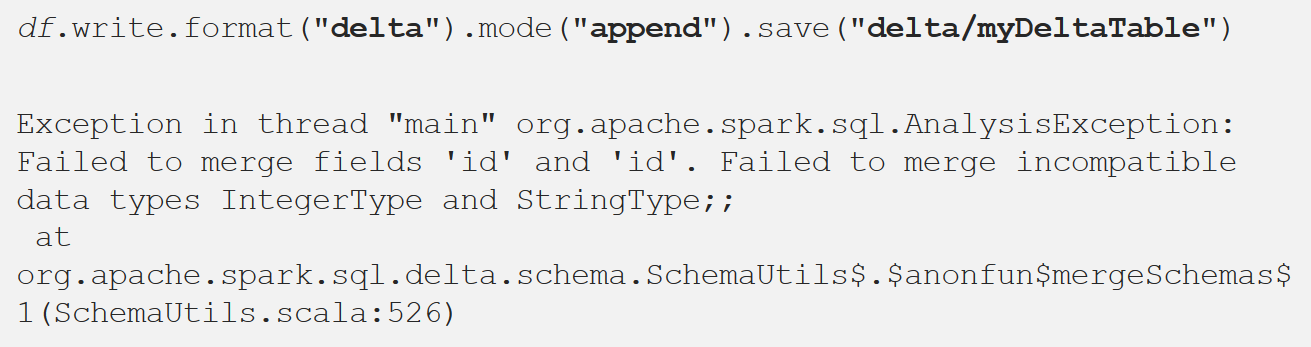 df.write.format("delta").mode("append").save("delta/myDeltaTable")
Exception in thread "main" org.apache.spark.sql.AnalysisException:
Failed to merge fields 'id' and 'id'. Failed to merge incompatible
data types IntegerType and StringType;;
at
org.apache.spark.sql.delta.schema.SchemaUtils$.$anonfun$mergeSchemas$
1(SchemaUtils.scala:526)